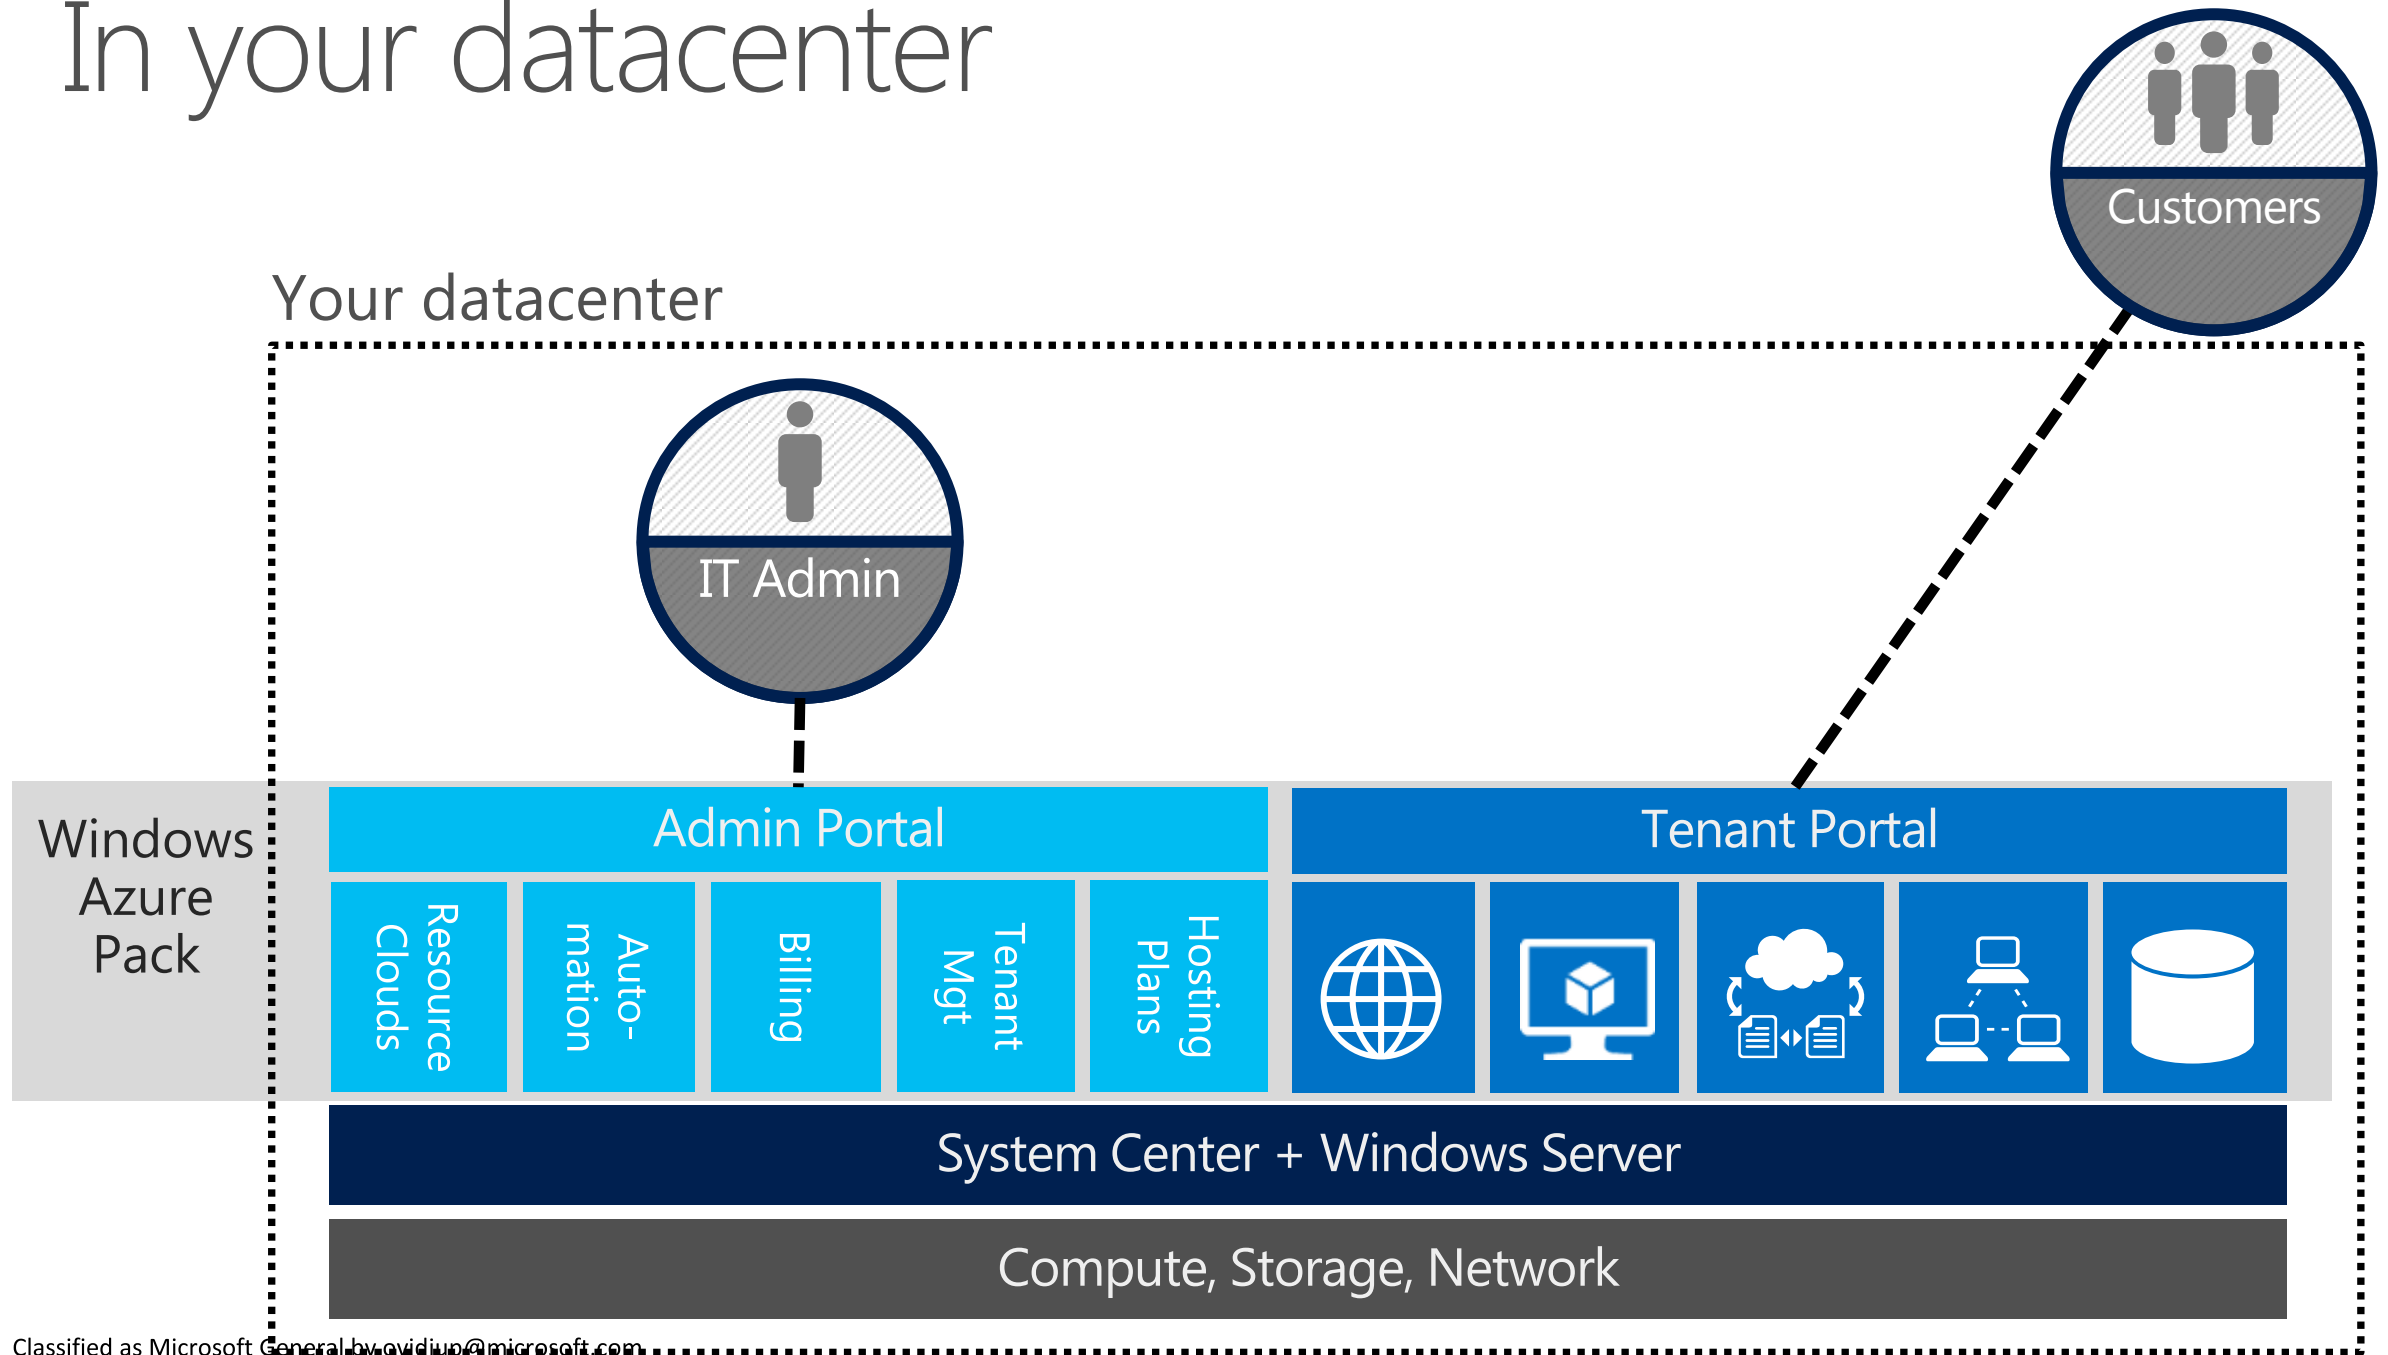 In your datacenter
Customers
Your datacenter
IT Admin
Windows
Azure
Pack
Admin Portal
Tenant Portal
Resource
Clouds
Auto-
mation
Billing
Tenant
Mgt
Hosting
Plans
System Center + Windows Server
Compute, Storage, Network
Classified as Microsoft General by ovidiup@microsoft.com